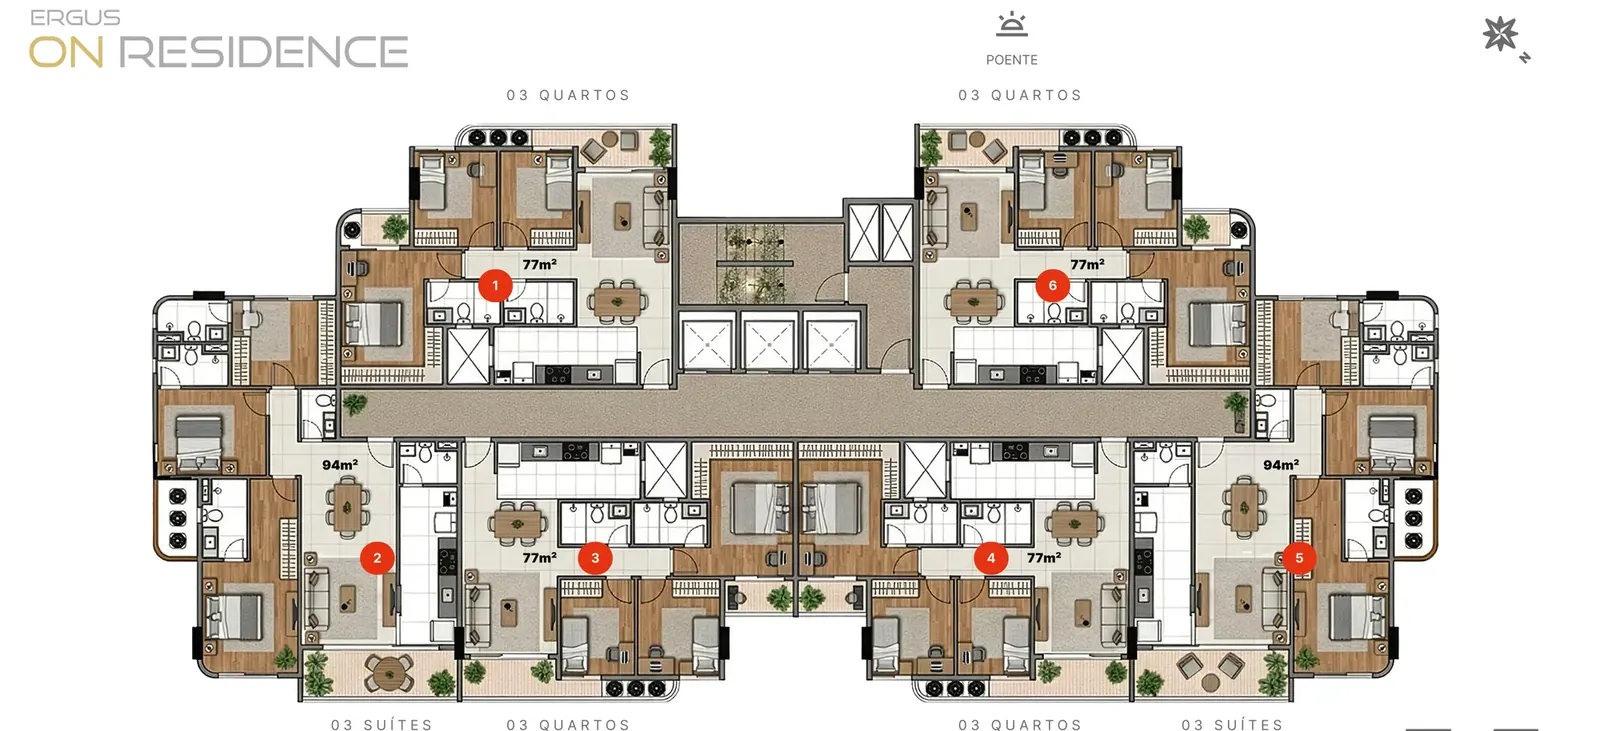 ERGUS
ON RESIDENCE
POENTE
N
03 QUARTOS
03 QUARTOS
77m²
77m²
1
6
94m²
94m²
77m²
77m²
2
3
4
5
03 SUÍTES
03 QUARTOS
03 QUARTOS
03 SUÍTES